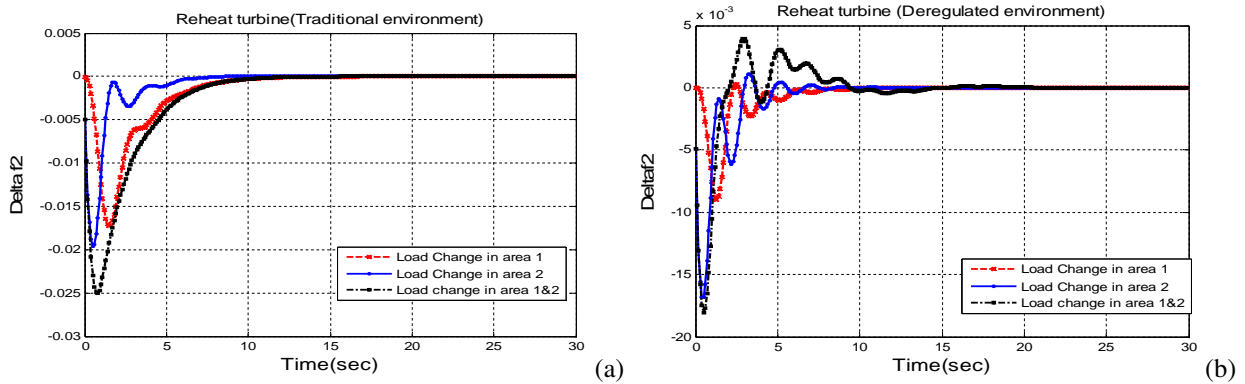 Reheat turbine(Traditional environment)
0.005
0
-0.005
-0.01
-0.015
-0.02
-0.025
-0.03
Delta f2
0
5
10
15
20
25
30
Time(sec)
Load Change in area 1
Load Change in area 2
Load change in area 1&2
(a)
Reheat turbine (Deregulated environment)
x 10⁻³
5
0
-5
-10
-15
-20
Deltaf2
0
5
10
15
20
25
30
Time(sec)
Load Change in area 1
Load Change in area 2
Load change in area 1&2
(b)